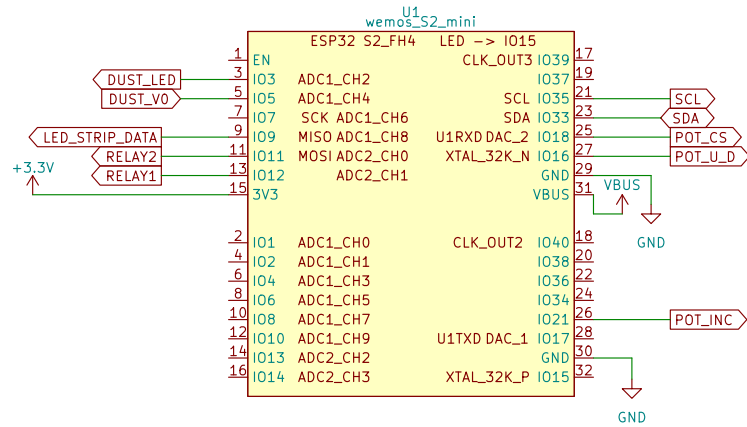 U1
wemos_S2_mini
ESP32 S2_FH4 LED -> IO15
1 EN CLK_OUT3 IO39 17
DUST_LED 3 IO3 ADC1_CH2 IO37 19
DUST_V0 5 IO5 ADC1_CH4 SCL IO35 21 SCL
7 IO7 SCK ADC1_CH6 SDA IO33 23 SDA
LED_STRIP_DATA 9 IO9 MISO ADC1_CH8 U1RXD DAC_2 IO18 25 POT_CS
RELAY2 11 IO11 MOSI ADC2_CH0 XTAL_32K_N IO16 27 POT_U_D
+3.3V RELAY1 13 IO12 ADC2_CH1 GND 29
15 3V3 VBUS 31 VBUS
GND
2 IO1 ADC1_CH0 CLK_OUT2 IO40 18
4 IO2 ADC1_CH1 IO38 20
6 IO4 ADC1_CH3 IO36 22
8 IO6 ADC1_CH5 IO34 24
10 IO8 ADC1_CH7 IO21 26 POT_INC
12 IO10 ADC1_CH9 U1TXD DAC_1 IO17 28
14 IO13 ADC2_CH2 GND 30
16 IO14 ADC2_CH3 XTAL_32K_P IO15 32
GND